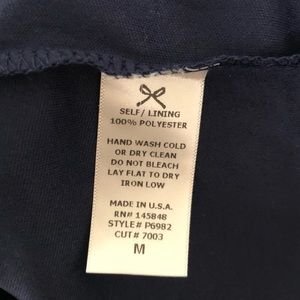 SELF/ LINING
100% POLYESTER
HAND WASH COLD
OR DRY CLEAN
DO NOT BLEACH
LAY FLAT TO DRY
IRON LOW
MADE IN U.S.A.
RN# 145848
STYLE# P6982
CUT# 7003
M